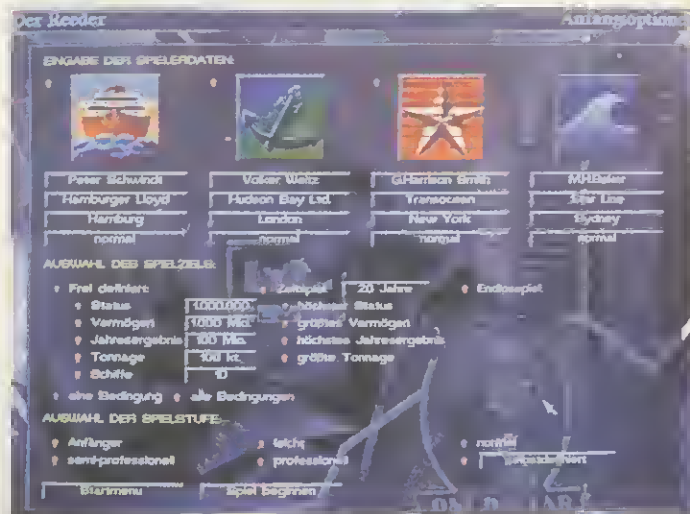 Der Reeder Anfangsoptionen
EINGABE DER SPIELERDATEN:
Peter Schwindt Volker Weitz G.Harrison Smith
Hamburger Lloyd Hudson Bay Ltd. Transocean Star Line
Hamburg London New York Sydney
normal normal normal normal
AUSWAHL DES SPIELZIELS:
Frei definiert: Zeitspiel 20 Jahre Endlosspiel
Status 1.000.000 höchster Status
Vermögen 1.000 Mio. größtes Vermögen
Jahresergebnis 100 Mio. höchstes Jahresergebnis
Tonnage 100 kt. größte Tonnage
Schiffe 10
eine Bedingung alle Bedingungen
AUSWAHL DER SPIELSTUFE:
Anfänger leicht normal
semi-professionell professionell
Startmenu Spiel beginnen